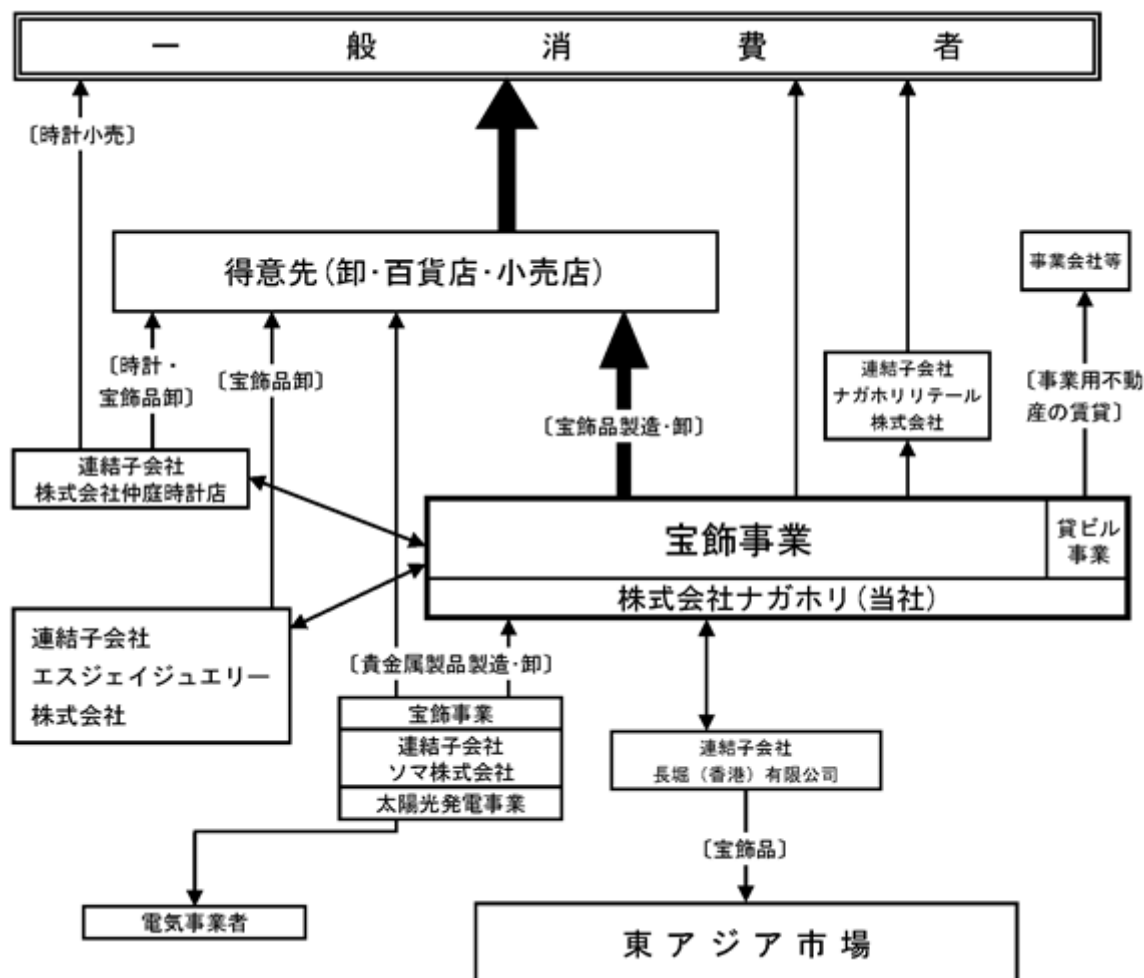 一般消費者
〔時計小売〕
得意先(卸・百貨店・小売店)
事業会社等
〔時計・
宝飾品卸〕
〔宝飾品卸〕
〔宝飾品製造・卸〕
連結子会社
ナガホリリテール
株式会社
〔事業用不動
産の賃貸〕
連結子会社
株式会社仲庭時計店
宝飾事業
貸ビル
事業
株式会社ナガホリ(当社)
連結子会社
エスジェイジュエリー
株式会社
〔貴金属製品製造・卸〕
宝飾事業
連結子会社
ソマ株式会社
太陽光発電事業
連結子会社
長堀（香港）有限公司
〔宝飾品〕
電気事業者
東アジア市場